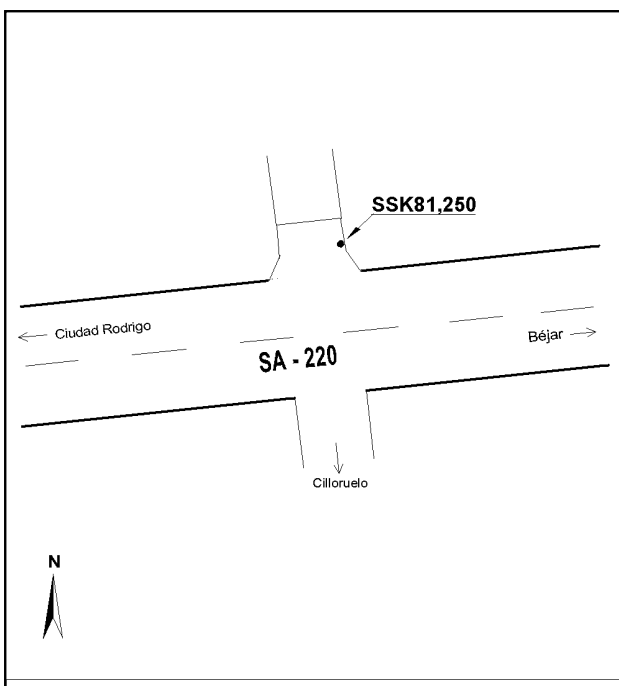 SSK81,250
Ciudad Rodrigo
Béjar
SA - 220
Cilloruelo
N